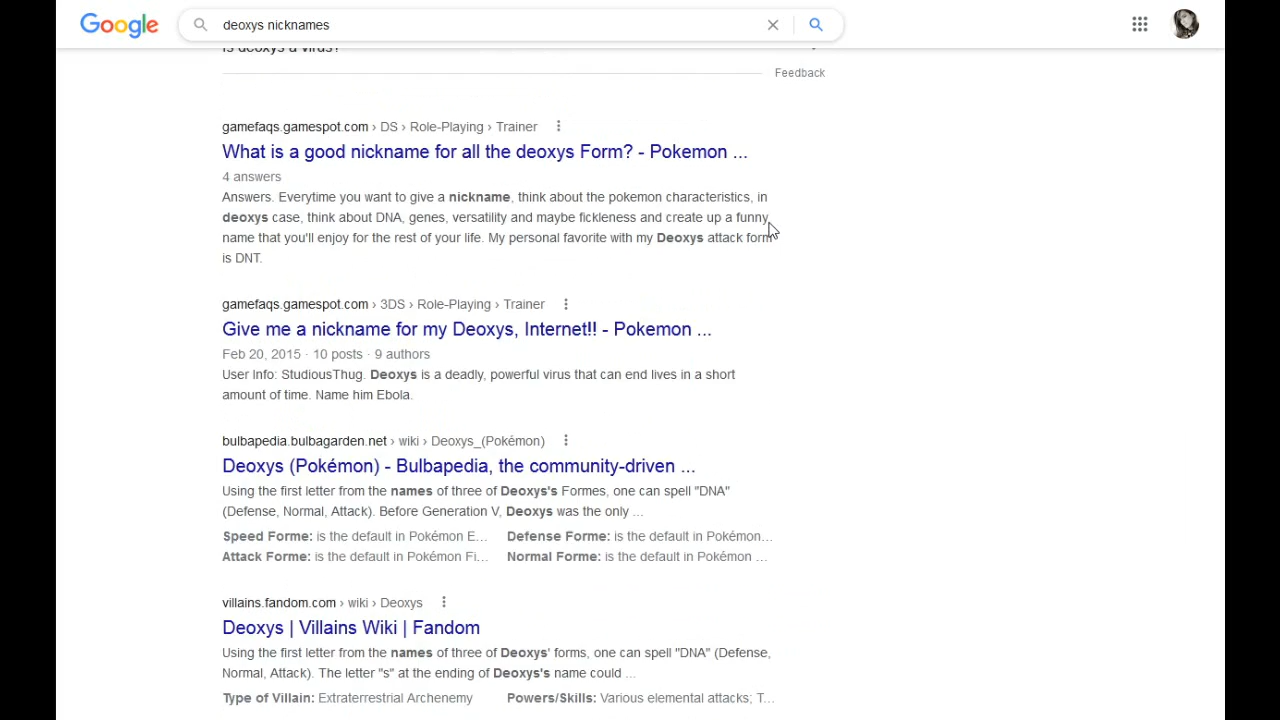 Google
deoxys nicknames
Is deoxys a virus?
Feedback
gamefaqs.gamespot.com › DS › Role-Playing › Trainer
What is a good nickname for all the deoxys Form? - Pokemon ...
4 answers
Answers. Everytime you want to give a nickname, think about the pokemon characteristics, in
deoxys case, think about DNA, genes, versatility and maybe fickleness and create up a funny
name that you'll enjoy for the rest of your life. My personal favorite with my Deoxys attack form
is DNT.
gamefaqs.gamespot.com › 3DS › Role-Playing › Trainer
Give me a nickname for my Deoxys, Internet!! - Pokemon ...
Feb 20, 2015 · 10 posts · 9 authors
User Info: StudiousThug. Deoxys is a deadly, powerful virus that can end lives in a short
amount of time. Name him Ebola.
bulbapedia.bulbagarden.net › wiki › Deoxys_(Pokémon)
Deoxys (Pokémon) - Bulbapedia, the community-driven ...
Using the first letter from the names of three of Deoxys's Formes, one can spell "DNA"
(Defense, Normal, Attack). Before Generation V, Deoxys was the only ...
Speed Forme: is the default in Pokémon E... Defense Forme: is the default in Pokémon...
Attack Forme: is the default in Pokémon Fi... Normal Forme: is the default in Pokémon ...
villains.fandom.com › wiki › Deoxys
Deoxys | Villains Wiki | Fandom
Using the first letter from the names of three of Deoxys' forms, one can spell "DNA" (Defense,
Normal, Attack). The letter "s" at the ending of Deoxys's name could ...
Type of Villain: Extraterrestrial Archenemy Powers/Skills: Various elemental attacks; T...